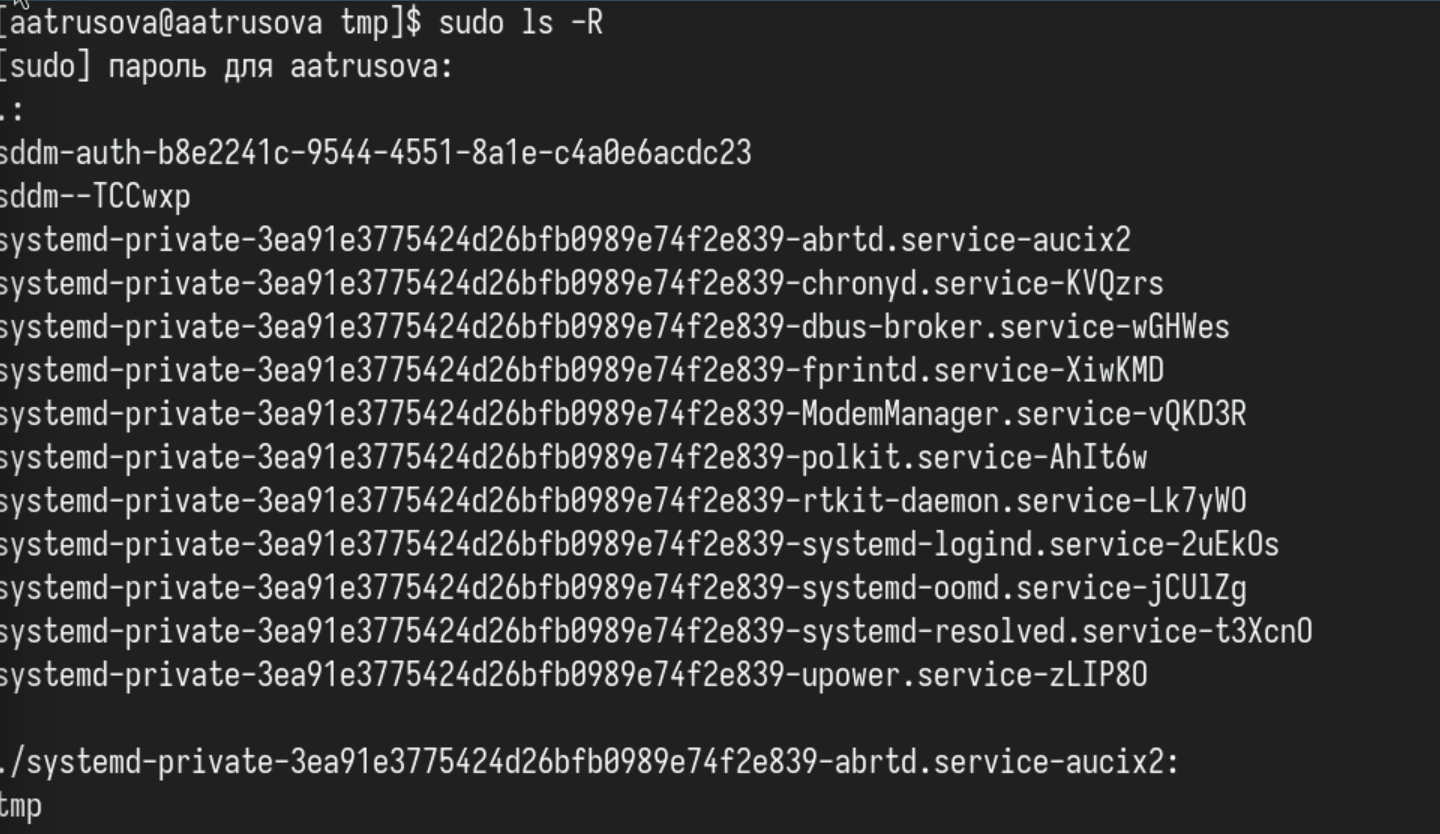 [aatrusova@aatrusova tmp]$ sudo ls -R
[sudo] пароль для aatrusova:
.:
sddm-auth-b8e2241c-9544-4551-8a1e-c4a0e6acdc23
sddm--TCCwxp
systemd-private-3ea91e3775424d26bfb0989e74f2e839-abrtd.service-aucix2
systemd-private-3ea91e3775424d26bfb0989e74f2e839-chronyd.service-KVQzrs
systemd-private-3ea91e3775424d26bfb0989e74f2e839-dbus-broker.service-wGHWes
systemd-private-3ea91e3775424d26bfb0989e74f2e839-fprintd.service-XiwKMD
systemd-private-3ea91e3775424d26bfb0989e74f2e839-ModemManager.service-vQKD3R
systemd-private-3ea91e3775424d26bfb0989e74f2e839-polkit.service-AhIt6w
systemd-private-3ea91e3775424d26bfb0989e74f2e839-rtkit-daemon.service-Lk7yWO
systemd-private-3ea91e3775424d26bfb0989e74f2e839-systemd-logind.service-2uEkOs
systemd-private-3ea91e3775424d26bfb0989e74f2e839-systemd-oomd.service-jCUlZg
systemd-private-3ea91e3775424d26bfb0989e74f2e839-systemd-resolved.service-t3XcnO
systemd-private-3ea91e3775424d26bfb0989e74f2e839-upower.service-zLIP8O
./systemd-private-3ea91e3775424d26bfb0989e74f2e839-abrtd.service-aucix2:
tmp